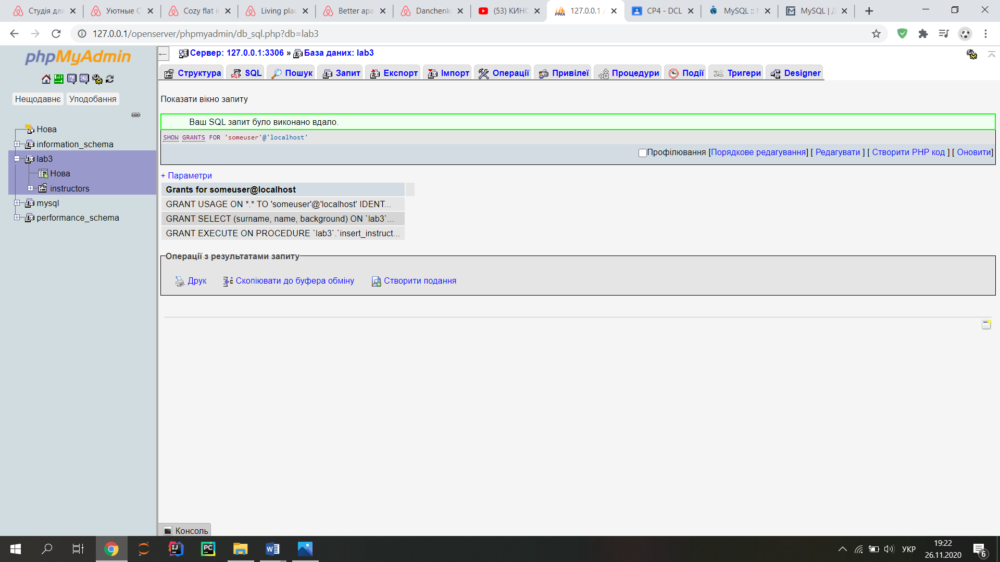 Студія для
Уютные С
Cozy flat i
Living plac
Better apa
Danchenk
(53) КИНО
127.0.0.1 /
CP4 - DCL
MySQL :: M
MySQL | Д
127.0.0.1/openserver/phpmyadmin/db_sql.php?db=lab3
phpMyAdmin
Нещодавнє Уподобання
Нова
information_schema
lab3
Нова
instructors
mysql
performance_schema
Сервер: 127.0.0.1:3306 » База даних: lab3
Структура SQL Пошук Запит Експорт Імпорт Операції Привілеї Процедури Події Тригери Designer
Показати вікно запиту
Ваш SQL запит було виконано вдало.
SHOW GRANTS FOR 'someuser'@'localhost'
Профілювання [Порядкове редагування] [ Редагувати ] [ Створити PHP код ] [ Оновити]
+ Параметри
Grants for someuser@localhost
GRANT USAGE ON *.* TO 'someuser'@'localhost' IDENT...
GRANT SELECT (surname, name, background) ON `lab3`...
GRANT EXECUTE ON PROCEDURE `lab3`.`insert_instruct...
Операції з результатами запиту
Друк Скопіювати до буфера обміну Створити подання
Консоль
УКР
19:22
26.11.2020
6